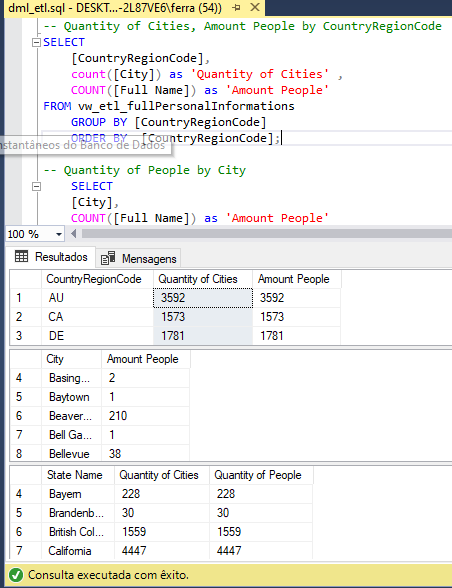 dml_etl.sql - DESKT...-2L87VE6\ferra (54))
-- Quantity of Cities, Amount People by CountryRegionCode
SELECT
[CountryRegionCode],
count([City]) as 'Quantity of Cities' ,
COUNT([Full Name]) as 'Amount People'
FROM vw_etl_fullPersonalInformations
GROUP BY [CountryRegionCode]
ORDER BY [CountryRegionCode];
nstantâneos do Banco de Dados
-- Quantity of People by City
SELECT
[City],
COUNT([Full Name]) as 'Amount People'
100 %
Resultados Mensagens
CountryRegionCode Quantity of Cities Amount People
1 AU 3592 3592
2 CA 1573 1573
3 DE 1781 1781
City Amount People
4 Basing... 2
5 Baytown 1
6 Beaver... 210
7 Bell Ga... 1
8 Bellevue 38
State Name Quantity of Cities Quantity of People
4 Bayern 228 228
5 Brandenb... 30 30
6 British Col... 1559 1559
7 California 4447 4447
Consulta executada com êxito.